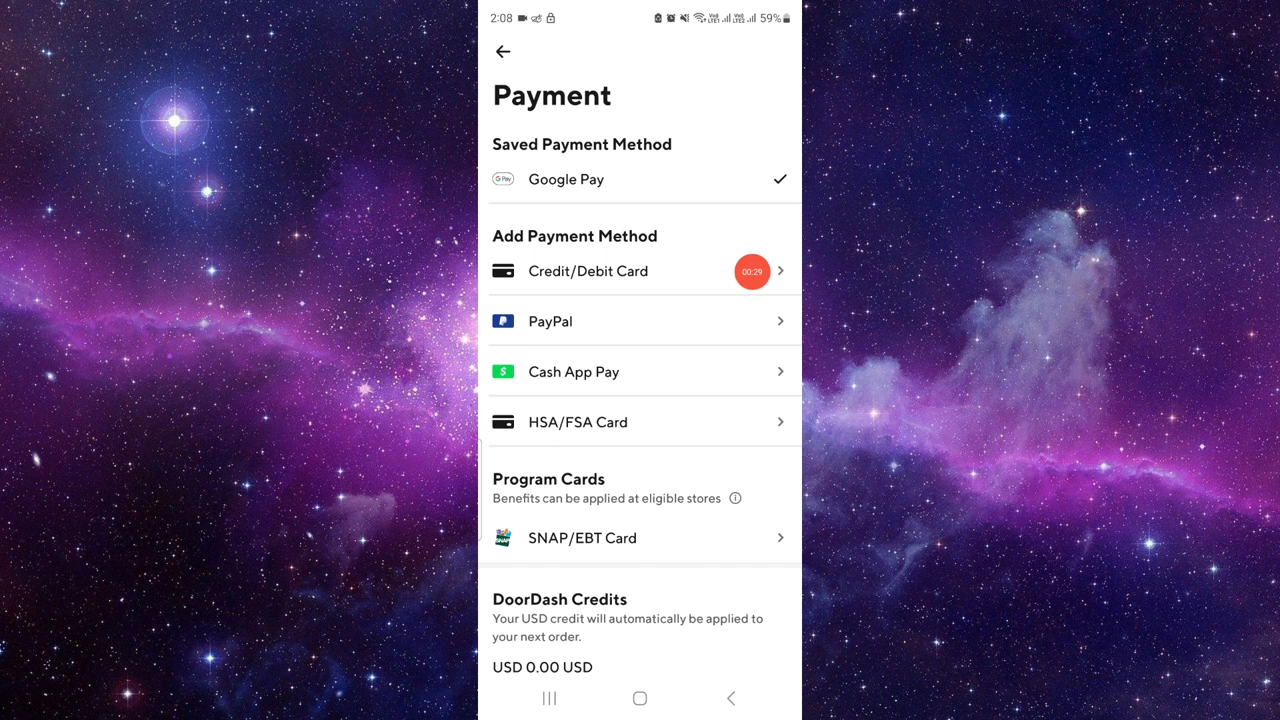 2:08 59%
Payment
Saved Payment Method
G Pay Google Pay
Add Payment Method
Credit/Debit Card 00:29
PayPal
$ Cash App Pay
HSA/FSA Card
Program Cards
Benefits can be applied at eligible stores
SNAP SNAP/EBT Card
DoorDash Credits
Your USD credit will automatically be applied to
your next order.
USD 0.00 USD